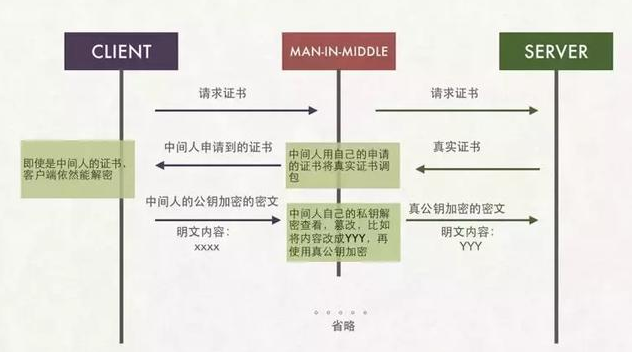 CLIENT
MAN-IN-MIDDLE
SERVER
请求证书
请求证书
即使是中间人的证书,
客户端依然能解密
中间人申请到的证书
中间人用自己的申请
的证书将真实证书调
包
真实证书
中间人的公钥加密的密文
明文内容:
xxxx
中间人自己的私钥解
密查看,篡改,比如
将内容改成YYY,再
使用真公钥加密
真公钥加密的密文
明文内容:
YYY
省略